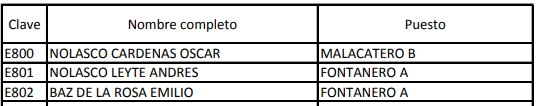 Clave Nombre completo Puesto
E800 NOLASCO CARDENAS OSCAR MALACATERO B
E801 NOLASCO LEYTE ANDRES FONTANERO A
E802 BAZ DE LA ROSA EMILIO FONTANERO A